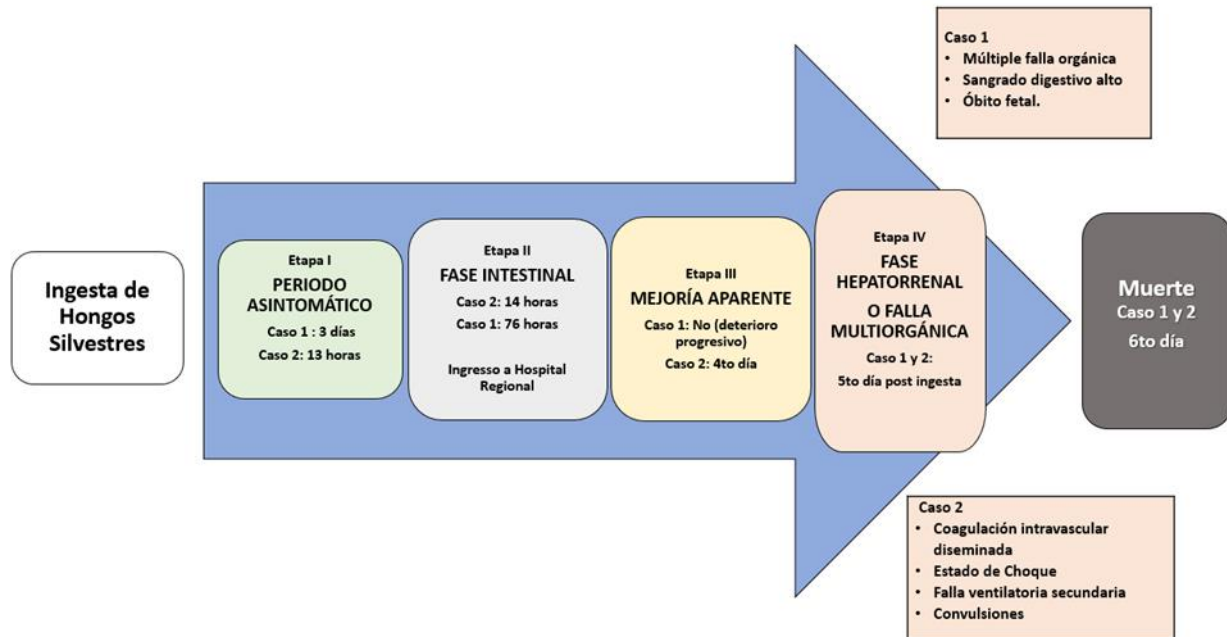 Ingesta de
Hongos
Silvestres
Etapa I
PERIODO
ASINTOMÁTICO
Caso 1 : 3 días
Caso 2: 13 horas
Etapa II
FASE INTESTINAL
Caso 2: 14 horas
Caso 1: 76 horas
Ingresso a Hospital
Regional
Etapa III
MEJORÍA APARENTE
Caso 1: No (deterioro
progresivo)
Caso 2: 4to día
Etapa IV
FASE
HEPATORRENAL
O FALLA
MULTIORGÁNICA
Caso 1 y 2:
5to día post ingesta
Caso 1
• Múltiple falla orgánica
• Sangrado digestivo alto
• Óbito fetal.
Caso 2
• Coagulación intravascular
diseminada
• Estado de Choque
• Falla ventilatoria secundaria
• Convulsiones
Muerte
Caso 1 y 2
6to día